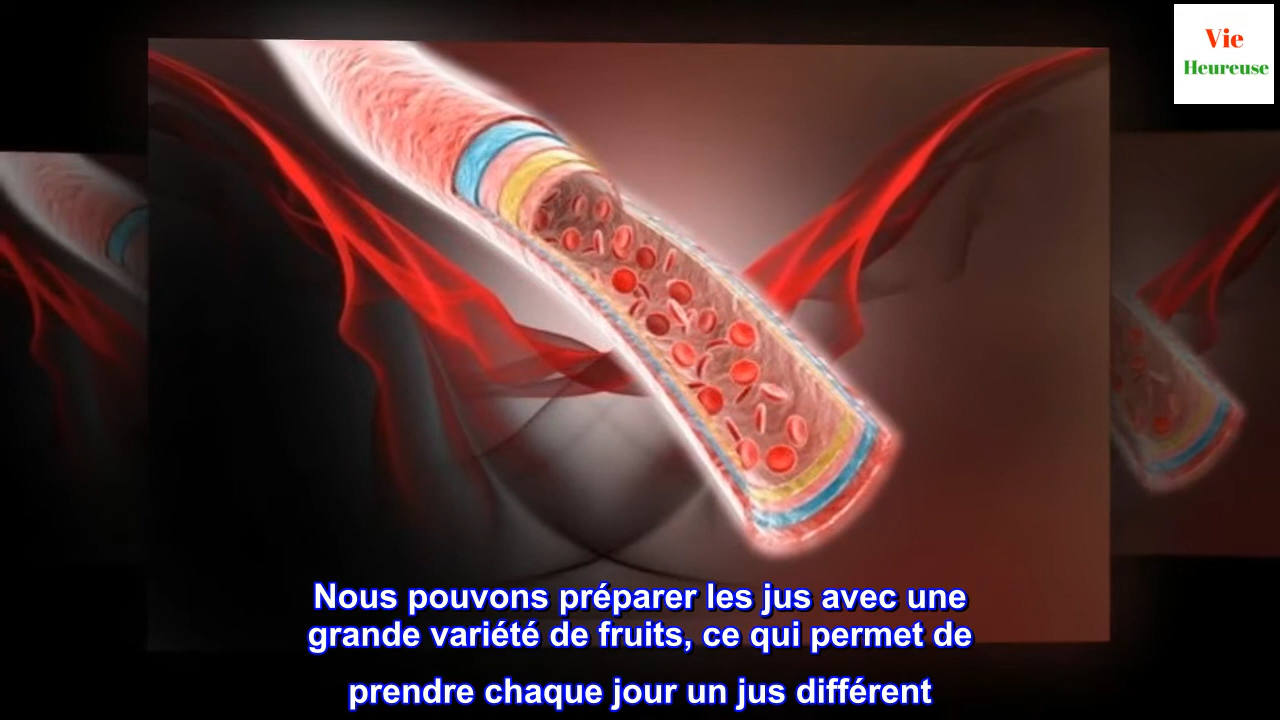 Vie
Heureuse
Nous pouvons préparer les jus avec une
grande variété de fruits, ce qui permet de
prendre chaque jour un jus différent